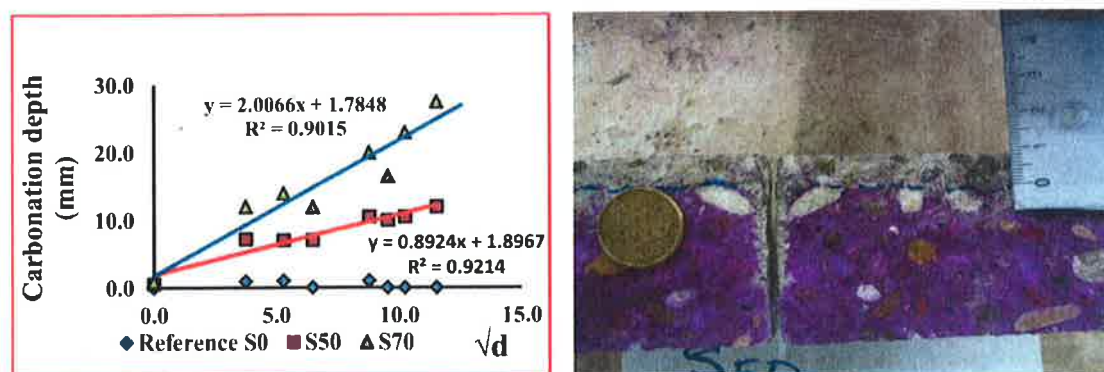 Carbonation depth
(mm)
30.0
20.0
10.0
0.0
y = 2.0066x + 1.7848
R² = 0.9015
y = 0.8924x + 1.8967
R² = 0.9214
0.0
5.0
10.0
15.0
Reference S0
S50
S70
√d
0